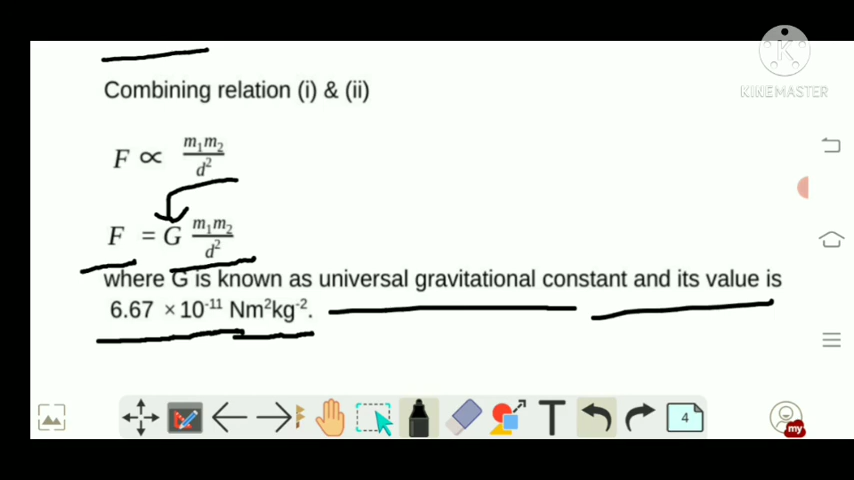 KINEMASTER
Combining relation (i) & (ii)
F ∝ m₁m₂/d²
F = G m₁m₂/d²
where G is known as universal gravitational constant and its value is
6.67 × 10⁻¹¹ Nm²kg⁻².
T
4
my